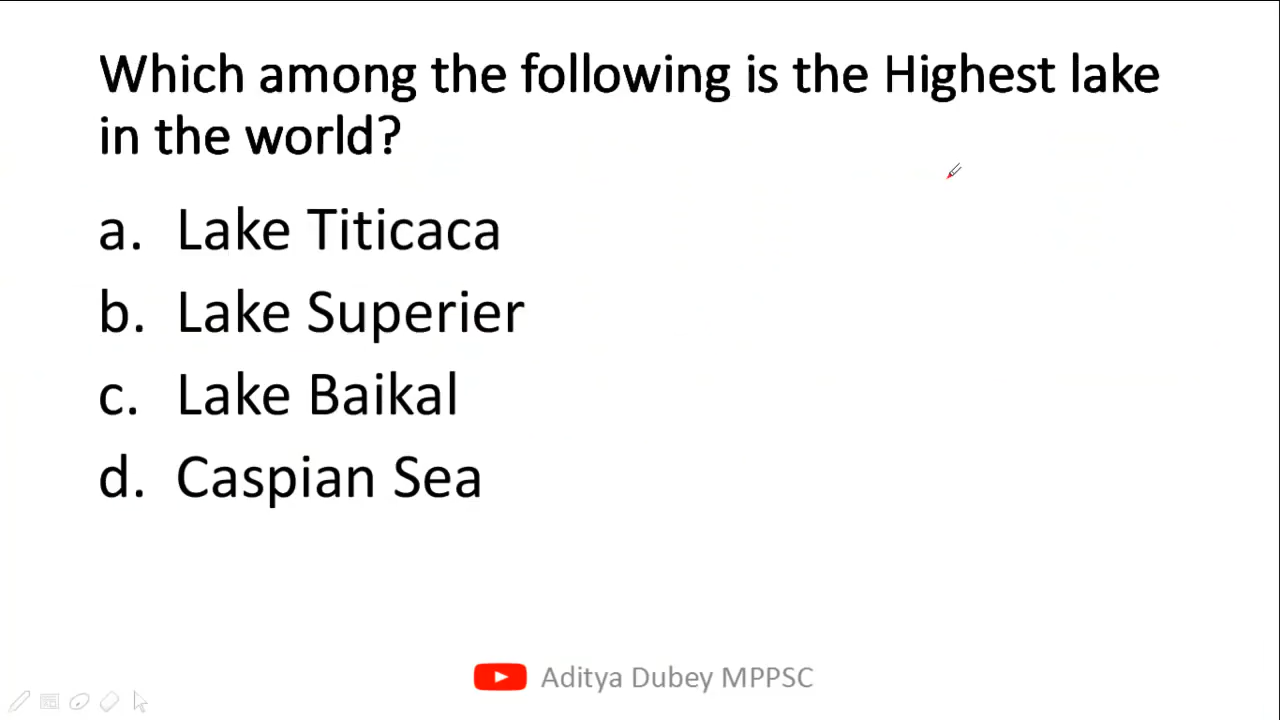 Which among the following is the Highest lake
in the world?
a. Lake Titicaca
b. Lake Superier
c. Lake Baikal
d. Caspian Sea
Aditya Dubey MPPSC